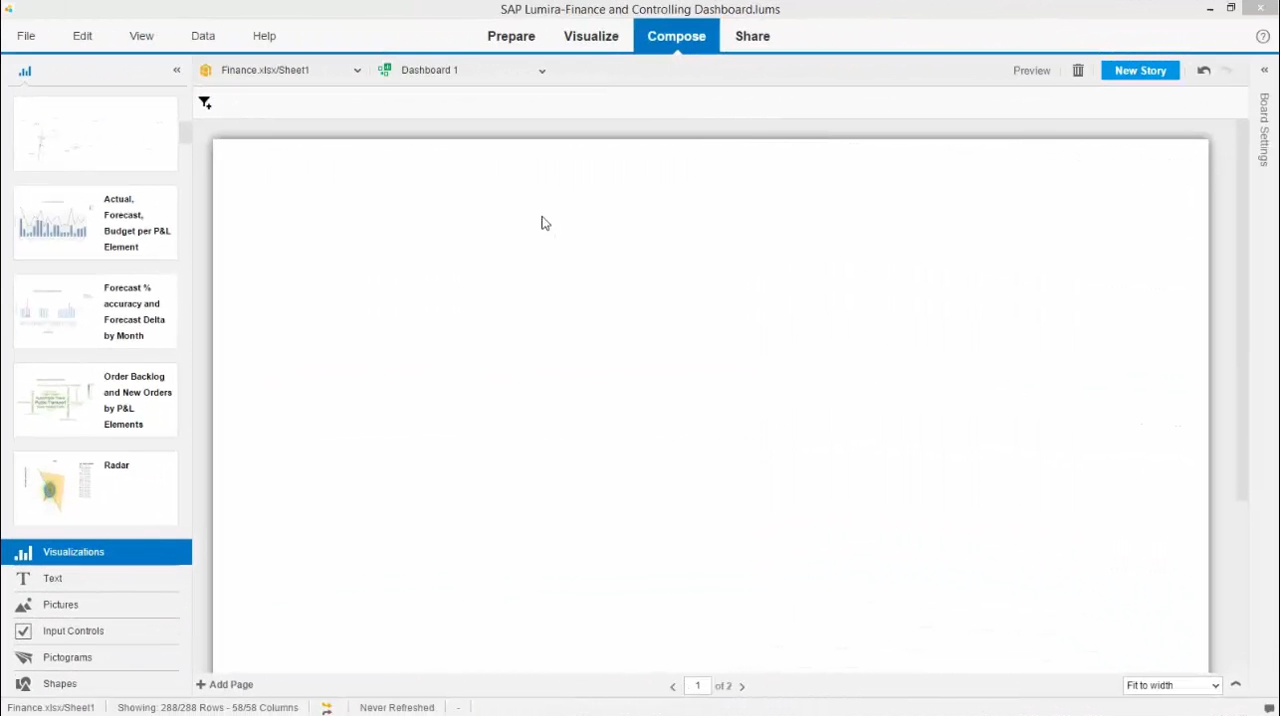 SAP Lumira-Finance and Controlling Dashboard.lums
File Edit View Data Help Prepare Visualize Compose Share
Finance.xlsx/Sheet1 Dashboard 1 Preview New Story
Board Settings
Actual,
Forecast,
Budget per P&L
Element
Forecast %
accuracy and
Forecast Delta
by Month
Order Backlog
and New Orders
by P&L
Elements
Radar
Visualizations
Text
Pictures
Input Controls
Pictograms
Shapes
+ Add Page 1 of 2 Fit to width
Finance.xlsx/Sheet1 Showing: 288/288 Rows - 58/58 Columns Never Refreshed -